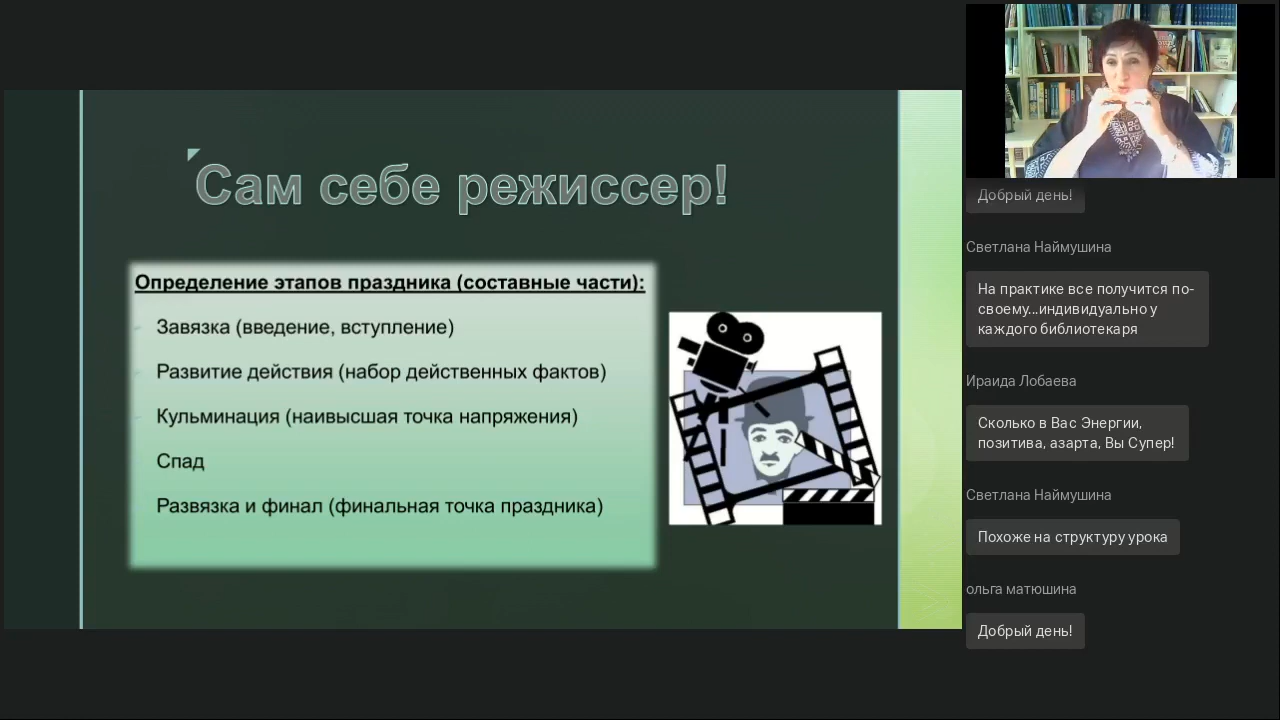 Сам себе режиссер!
Определение этапов праздника (составные части):
Завязка (введение, вступление)
Развитие действия (набор действенных фактов)
Кульминация (наивысшая точка напряжения)
Спад
Развязка и финал (финальная точка праздника)
Добрый день!
Светлана Наймушина
На практике все получится по-
своему...индивидуально у
каждого библиотекаря
Ираида Лобаева
Сколько в Вас Энергии,
позитива, азарта, Вы Супер!
Светлана Наймушина
Похоже на структуру урока
ольга матюшина
Добрый день!